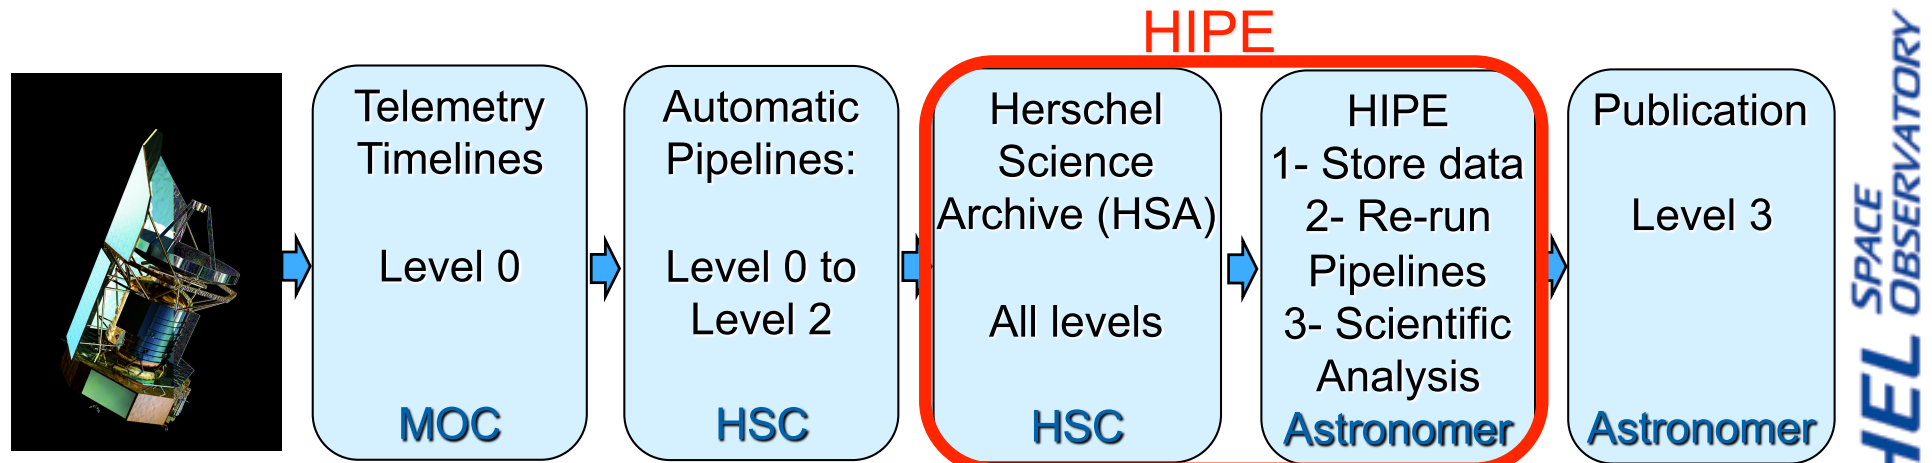 HIPE
Telemetry
Timelines
Level 0
MOC
Automatic
Pipelines:
Level 0 to
Level 2
HSC
Herschel
Science
Archive (HSA)
All levels
HSC
HIPE
1- Store data
2- Re-run
Pipelines
3- Scientific
Analysis
Astronomer
Publication
Level 3
Astronomer
HEL SPACE
OBSERVATORY